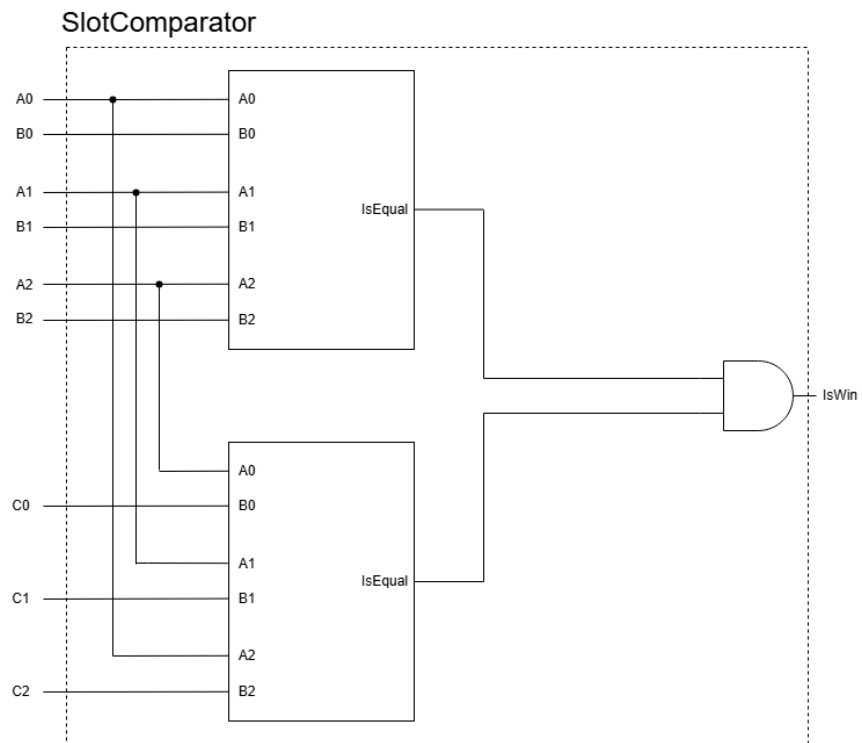 SlotComparator
A0 A0
B0 B0
A1 A1
IsEqual
B1 B1
A2 A2
B2 B2
IsWin
A0
C0 B0
A1
IsEqual
C1 B1
A2
C2 B2